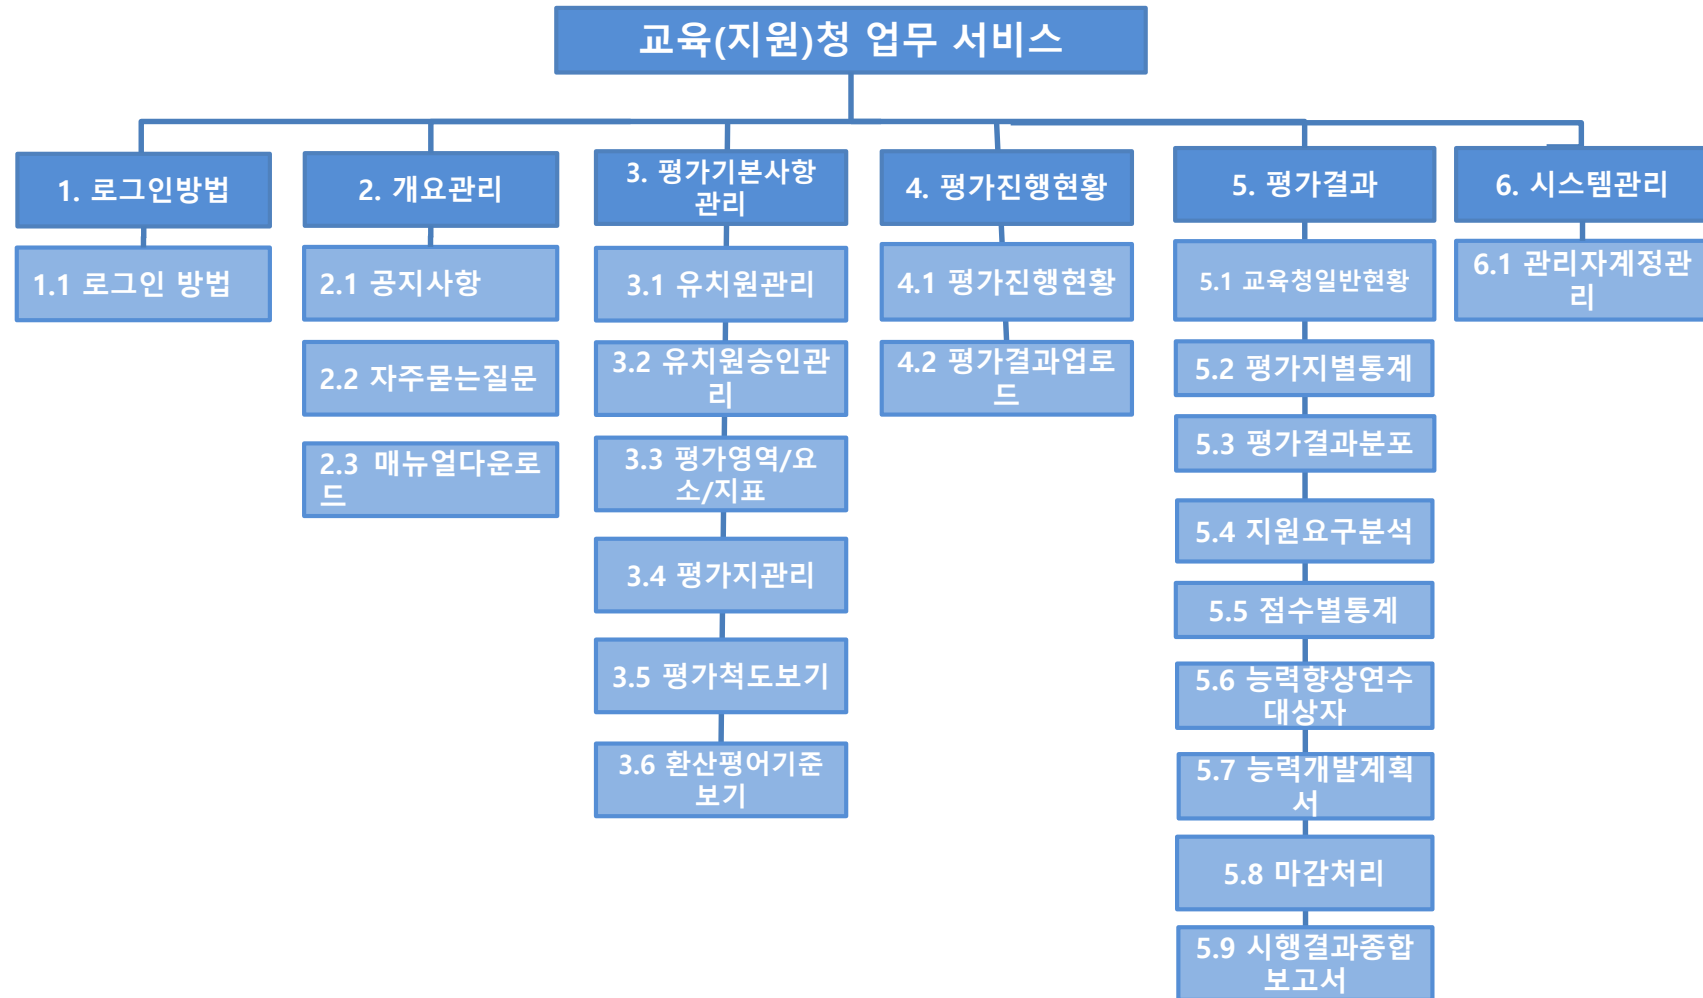 교육(지원)청 업무 서비스
1. 로그인방법
1.1 로그인 방법
2. 개요관리
2.1 공지사항
2.2 자주묻는질문
2.3 매뉴얼다운로
드
3. 평가기본사항
관리
3.1 유치원관리
3.2 유치원승인관
리
3.3 평가영역/요
소/지표
3.4 평가지관리
3.5 평가척도보기
3.6 환산평어기준
보기
4. 평가진행현황
4.1 평가진행현황
4.2 평가결과업로
드
5. 평가결과
5.1 교육청일반현황
5.2 평가지별통계
5.3 평가결과분포
5.4 지원요구분석
5.5 점수별통계
5.6 능력향상연수
대상자
5.7 능력개발계획
서
5.8 마감처리
5.9 시행결과종합
보고서
6. 시스템관리
6.1 관리자계정관
리